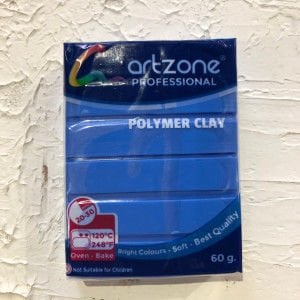 artzone®
PROFESSIONAL
POLYMER CLAY
20-30
120°C
248°F
Oven - Bake
Bright Colours - Soft - Best Quality
60 g.
Not Suitable for Children